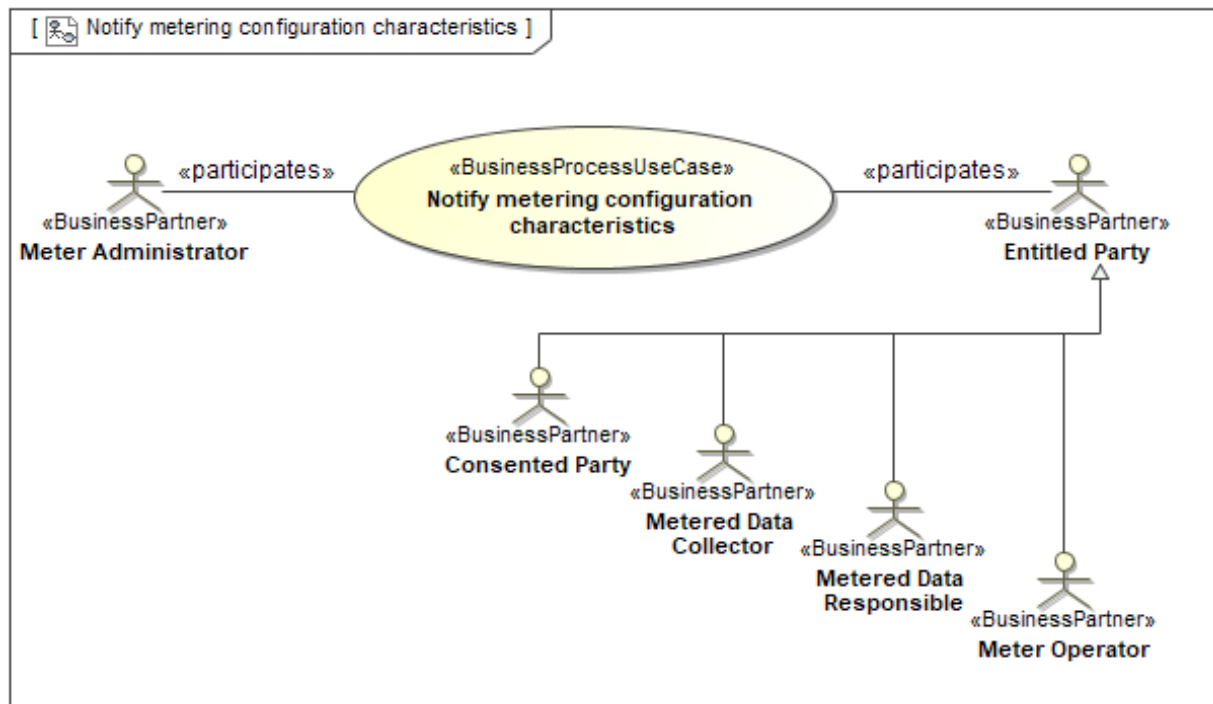 [ Notify metering configuration characteristics ]
«participates»
«BusinessProcessUseCase»
Notify metering configuration
characteristics
«participates»
«BusinessPartner»
Meter Administrator
«BusinessPartner»
Entitled Party
«BusinessPartner»
Consented Party
«BusinessPartner»
Metered Data
Collector
«BusinessPartner»
Metered Data
Responsible
«BusinessPartner»
Meter Operator